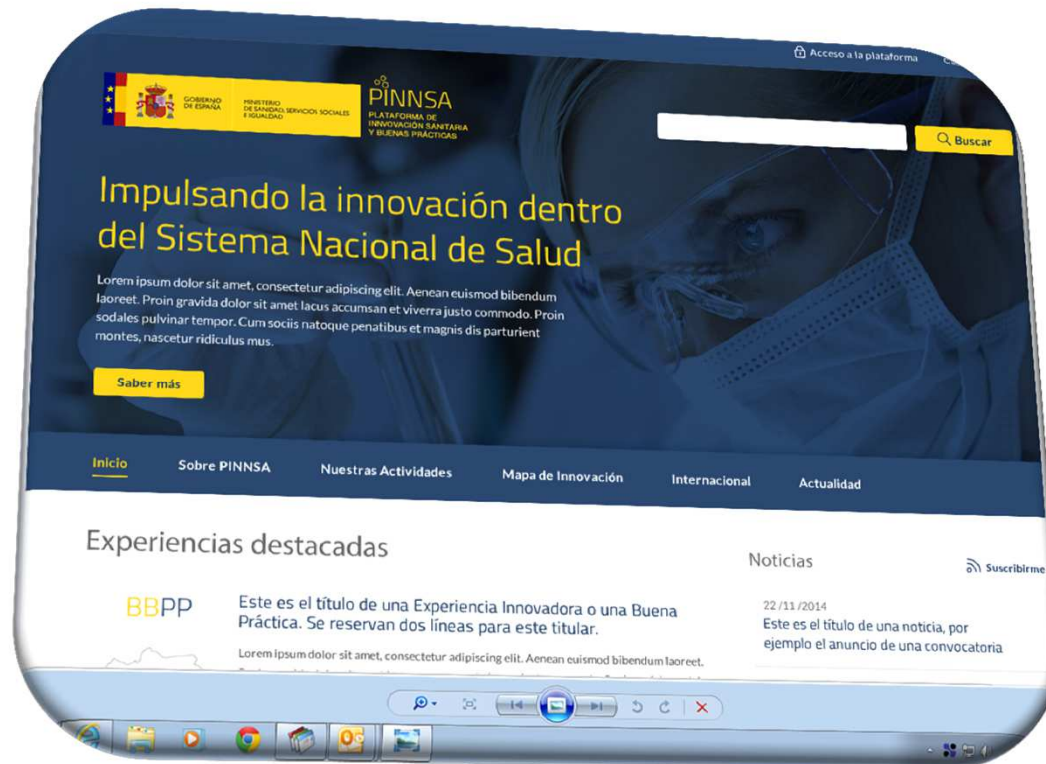 Acceso a la plataforma
GOBIERNO
DE ESPAÑA
MINISTERIO
DE SANIDAD, SERVICIOS SOCIALES
E IGUALDAD
PINNSA
PLATAFORMA DE
INNOVACIÓN SANITARIA
Y BUENAS PRÁCTICAS
Buscar
Impulsando la innovación dentro
del Sistema Nacional de Salud
Lorem ipsum dolor sit amet, consectetur adipiscing elit. Aenean euismod bibendum
laoreet. Proin gravida dolor sit amet lacus accumsan et viverra justo commodo. Proin
sodales pulvinar tempor. Cum sociis natoque penatibus et magnis dis parturient
montes, nascetur ridiculus mus.
Saber más
Inicio Sobre PINNSA Nuestras Actividades Mapa de Innovación Internacional Actualidad
Experiencias destacadas
BBPP
Este es el título de una Experiencia Innovadora o una Buena
Práctica. Se reservan dos líneas para este titular.
Lorem ipsum dolor sit amet, consectetur adipiscing elit. Aenean euismod bibendum laoreet.
Noticias
Suscribirme
22/11/2014
Este es el título de una noticia, por
ejemplo el anuncio de una convocatoria